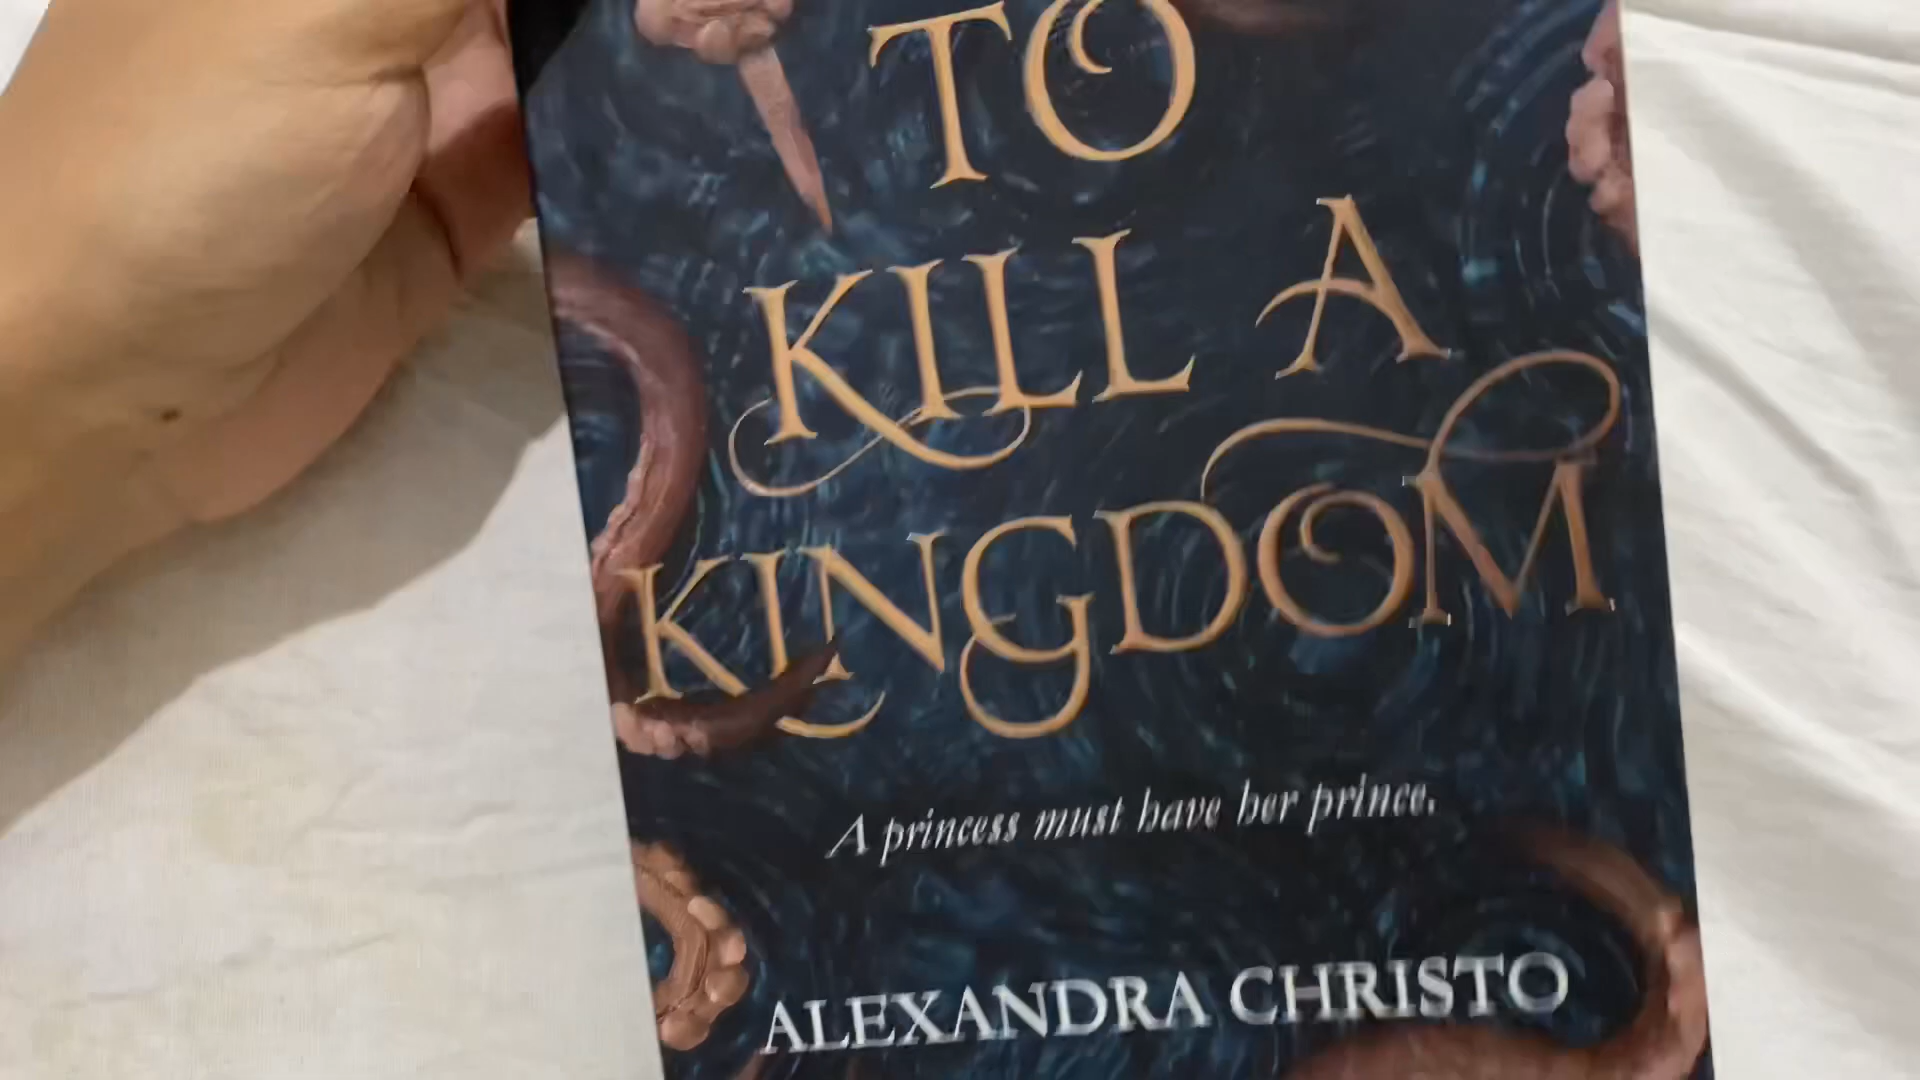 TO
KILL A
KINGDOM
A princess must have her prince.
ALEXANDRA CHRISTO